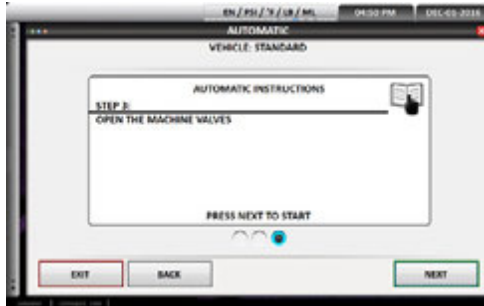 EN / PSI / °F / LB / ML 04:50 PM DEC-01-2016
AUTOMATIC
VEHICLE: STANDARD
AUTOMATIC INSTRUCTIONS
STEP 3:
OPEN THE MACHINE VALVES
PRESS NEXT TO START
EXIT BACK NEXT